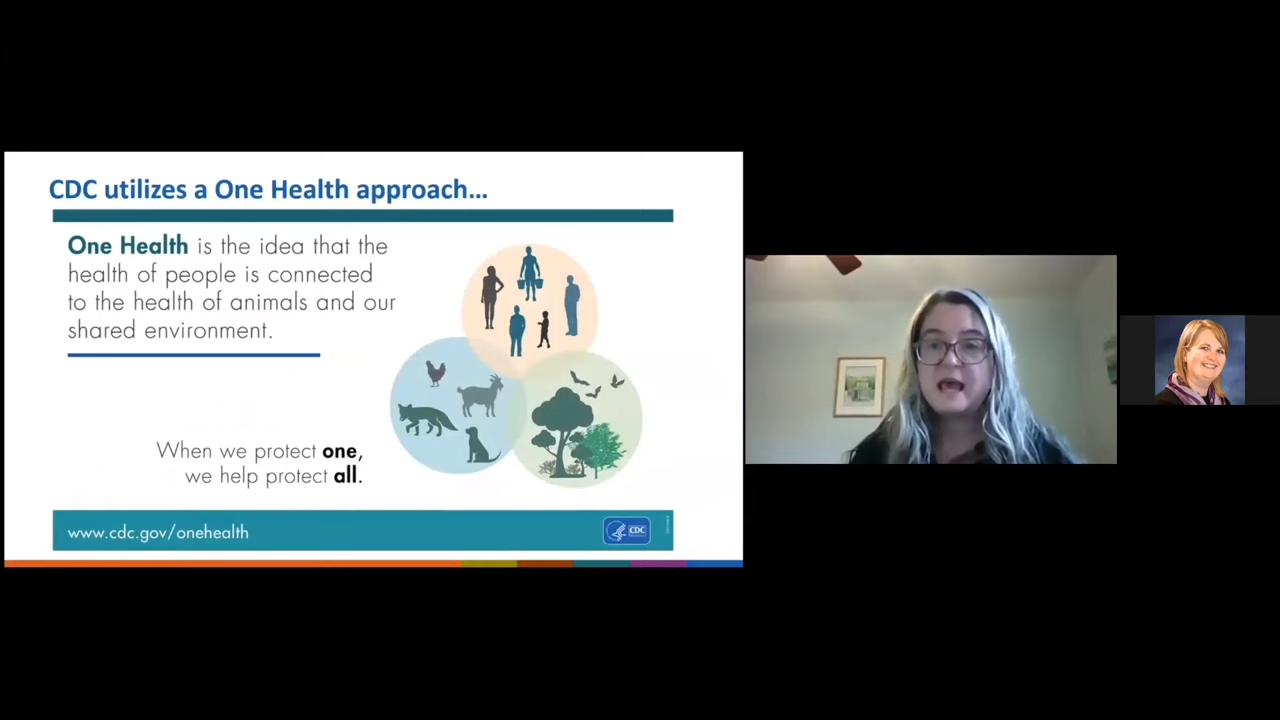 CDC utilizes a One Health approach...
One Health is the idea that the
health of people is connected
to the health of animals and our
shared environment.
When we protect one,
we help protect all.
www.cdc.gov/onehealth
CDC